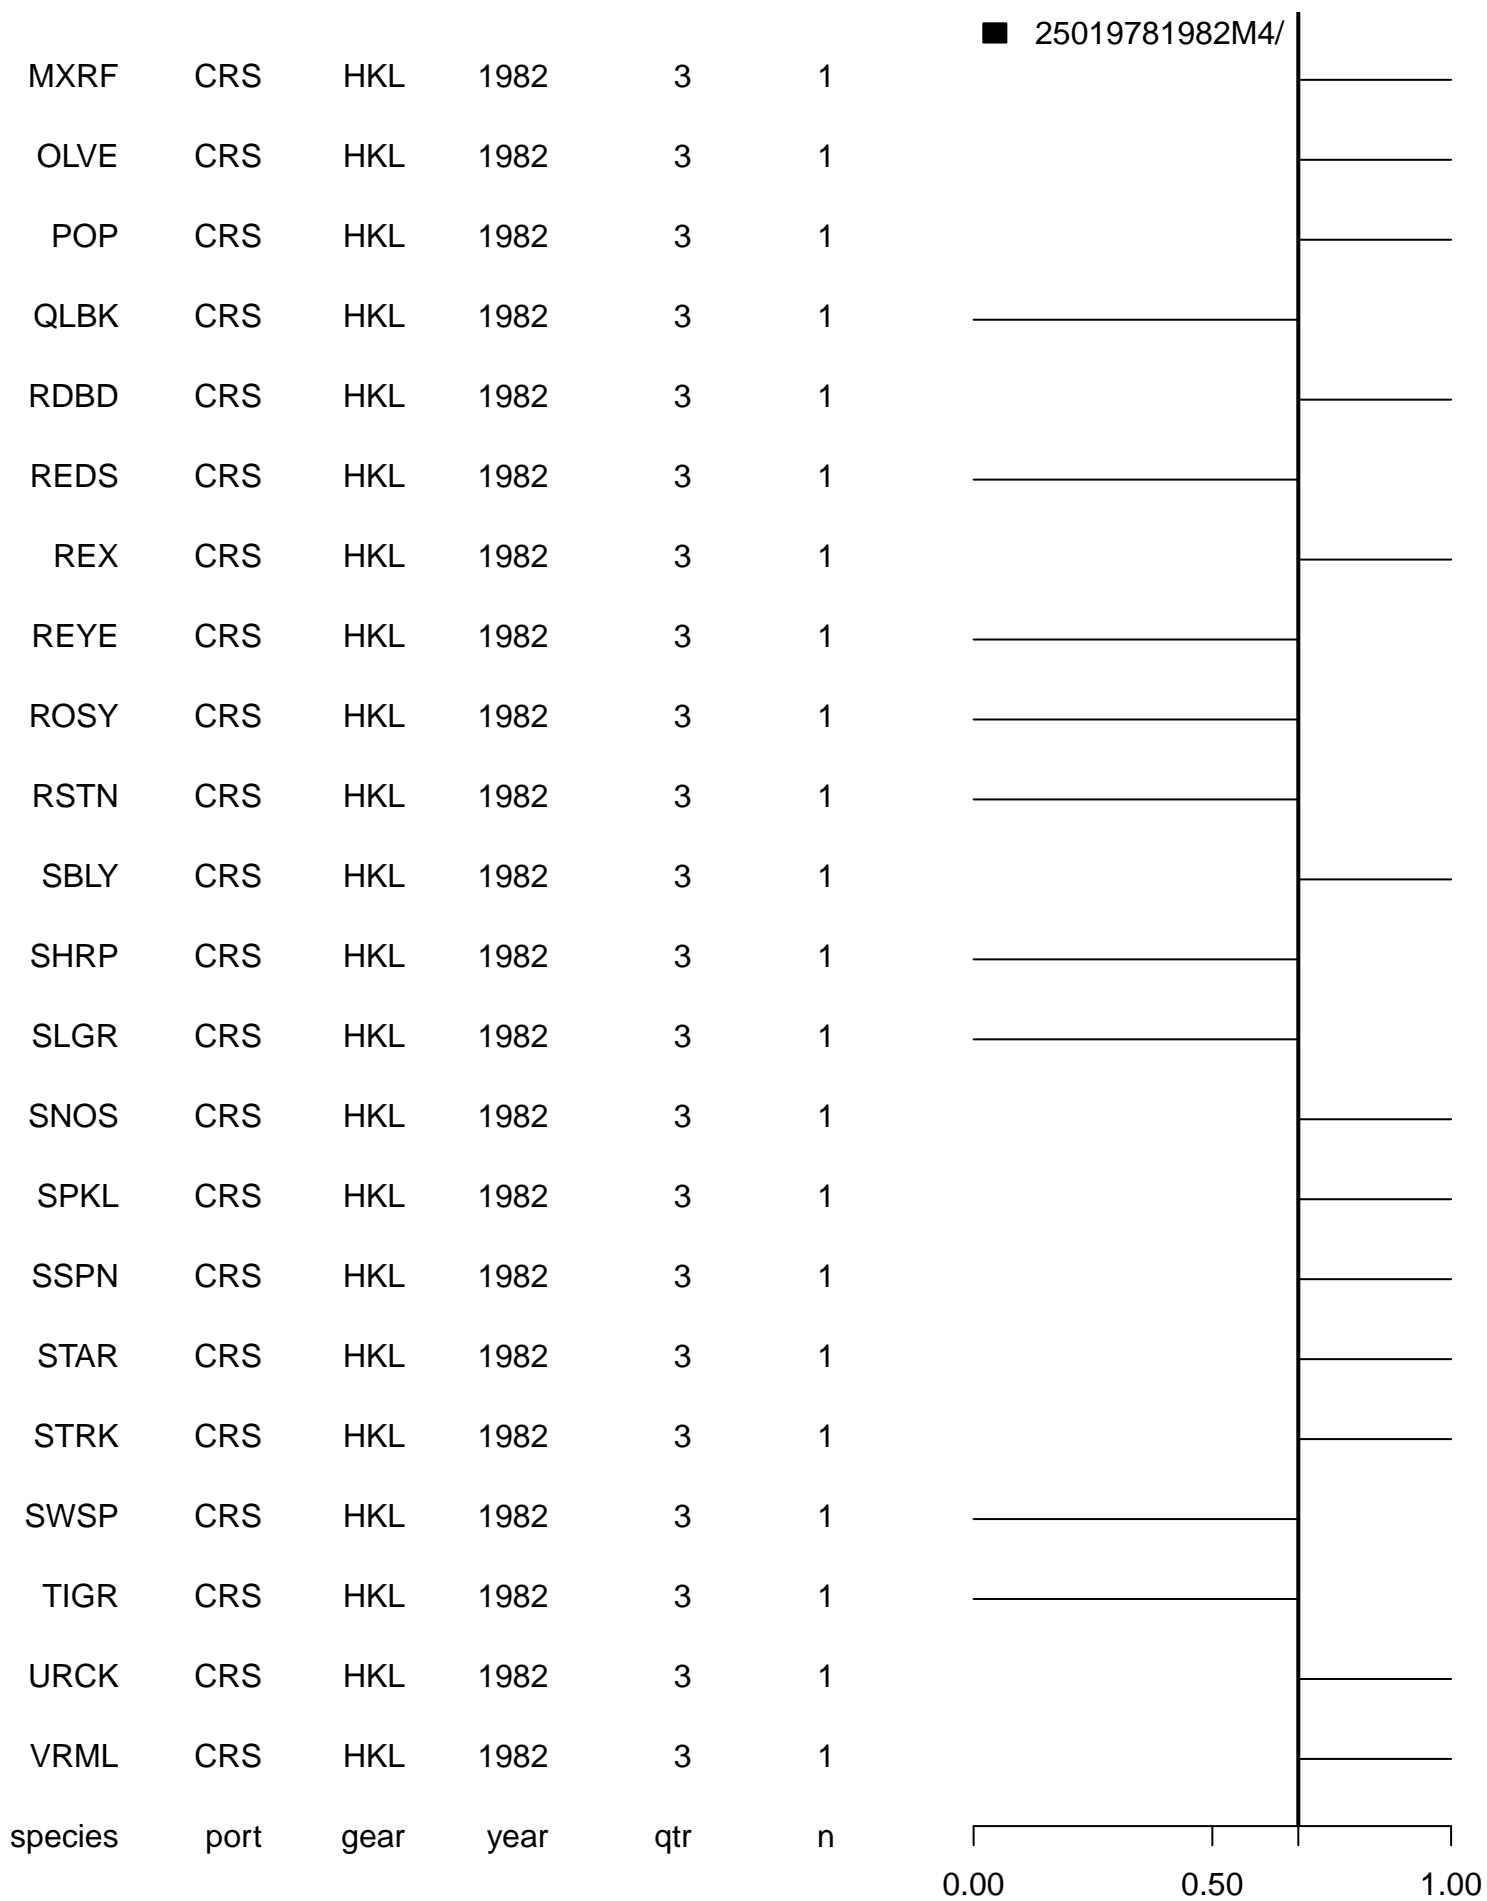 25019781982M4/
MXRF CRS HKL 1982 3 1
OLVE CRS HKL 1982 3 1
POP CRS HKL 1982 3 1
QLBK CRS HKL 1982 3 1
RDBD CRS HKL 1982 3 1
REDS CRS HKL 1982 3 1
REX CRS HKL 1982 3 1
REYE CRS HKL 1982 3 1
ROSY CRS HKL 1982 3 1
RSTN CRS HKL 1982 3 1
SBLY CRS HKL 1982 3 1
SHRP CRS HKL 1982 3 1
SLGR CRS HKL 1982 3 1
SNOS CRS HKL 1982 3 1
SPKL CRS HKL 1982 3 1
SSPN CRS HKL 1982 3 1
STAR CRS HKL 1982 3 1
STRK CRS HKL 1982 3 1
SWSP CRS HKL 1982 3 1
TIGR CRS HKL 1982 3 1
URCK CRS HKL 1982 3 1
VRML CRS HKL 1982 3 1
species port gear year qtr n
0.00 0.50 1.00